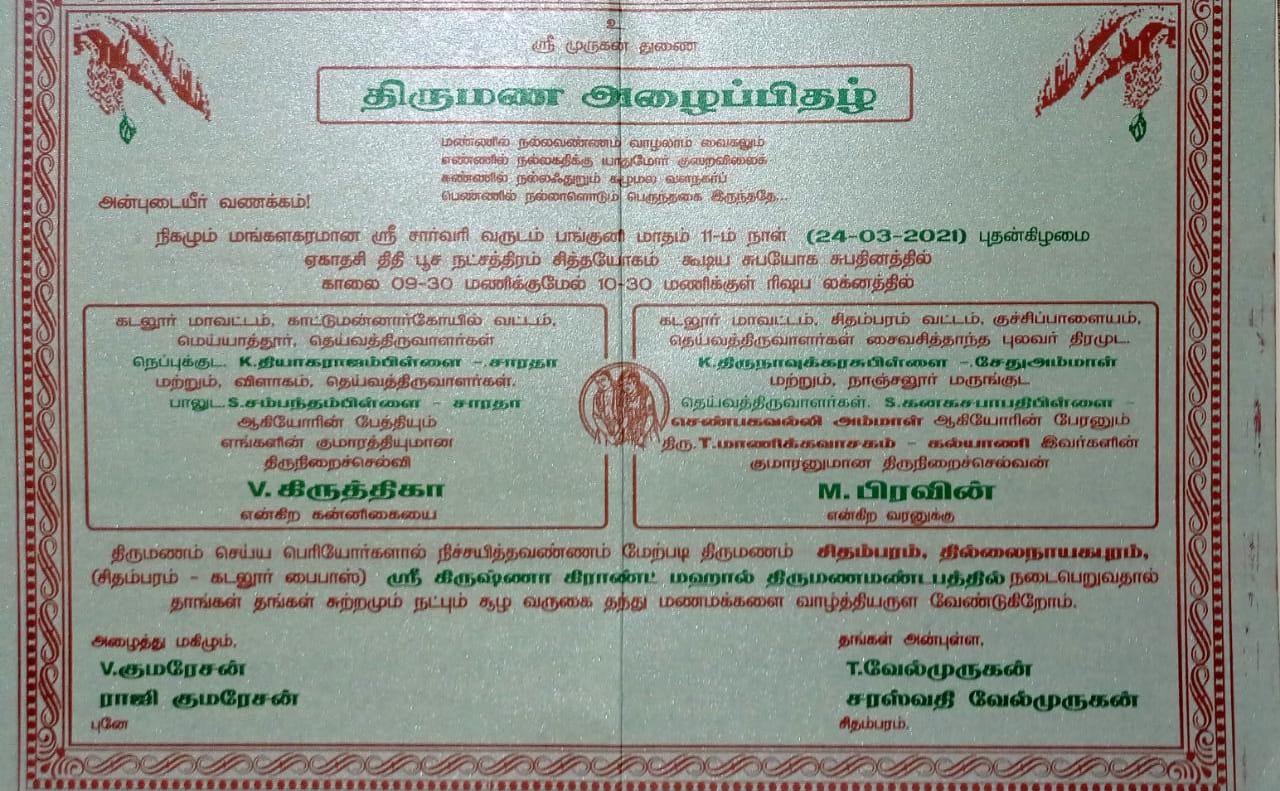 உ
ஸ்ரீ முருகன் துணை
திருமண அழைப்பிதழ்
மண்ணில் நல்லவண்ணம் வாழலாம் வைகலும்
எண்ணில் நல்லகதிக்கு யாதுமோர் குறைவிலைக்
கண்ணில் நல்லஃதுறும் கழுமல வளநகர்ப்
பெண்ணில் நல்லாளொடும் பெருந்தகை இருந்ததே...
அன்புடையீர் வணக்கம்!
நிகழும் மங்களகரமான ஸ்ரீ சார்வரி வருடம் பங்குனி மாதம் 11-ம் நாள் (24-03-2021) புதன்கிழமை
ஏகாதசி திதி பூச நட்சத்திரம் சித்தயோகம் கூடிய சுபயோக சுபதினத்தில்
காலை 09-30 மணிக்குமேல் 10-30 மணிக்குள் ரிஷப லக்னத்தில்
கடலூர் மாவட்டம், காட்டுமன்னார்கோயில் வட்டம்,
மெய்யாத்தூர், தெய்வத்திருவாளர்கள்
நெப்புக்குட. K.தியாகராஜம்பிள்ளை - சாரதா
மற்றும், விளாகம், தெய்வத்திருவாளர்கள்.
பாலுட.S.சம்பந்தம்பிள்ளை - சாரதா
ஆகியோரின் பேத்தியும்
எங்களின் குமாரத்தியுமான
திருநிறைச்செல்வி
V. கிருத்திகா
என்கிற கன்னிகையை
கடலூர் மாவட்டம், சிதம்பரம் வட்டம், குச்சிப்பாளையம்,
தெய்வத்திருவாளர்கள் சைவசித்தாந்த புலவர் திரமுட.
K.திருநாவுக்கரசுபிள்ளை -.சேதுஅம்மாள்
மற்றும், நாஞ்சலூர் மருங்குட
தெய்வத்திருவாளர்கள். S.கனகசபாபதிபிள்ளை -
செண்பகவல்லி அம்மாள் ஆகியோரின் பேரனும்
திரு.T.மாணிக்கவாசகம் - கல்யாணி இவர்களின்
குமாரனுமான திருநிறைச்செல்வன்
M. பிரவின்
என்கிற வரனுக்கு
திருமணம் செய்ய பெரியோர்களால் நிச்சயித்தவண்ணம் மேற்படி திருமணம் சிதம்பரம், தில்லைநாயகபுரம்,
(சிதம்பரம் - கடலூர் பைபாஸ்) ஸ்ரீ கிருஷ்ணா கிராண்ட் மஹால் திருமணமண்டபத்தில் நடைபெறுவதால்
தாங்கள் தங்கள் சுற்றமும் நட்பும் சூழ வருகை தந்து மணமக்களை வாழ்த்தியருள வேண்டுகிறோம்.
அழைத்து மகிழும்,
V.குமரேசன்
ராஜி குமரேசன்
புனே
தங்கள் அன்புள்ள,
T.வேல்முருகன்
சரஸ்வதி வேல்முருகன்
சிதம்பரம்.